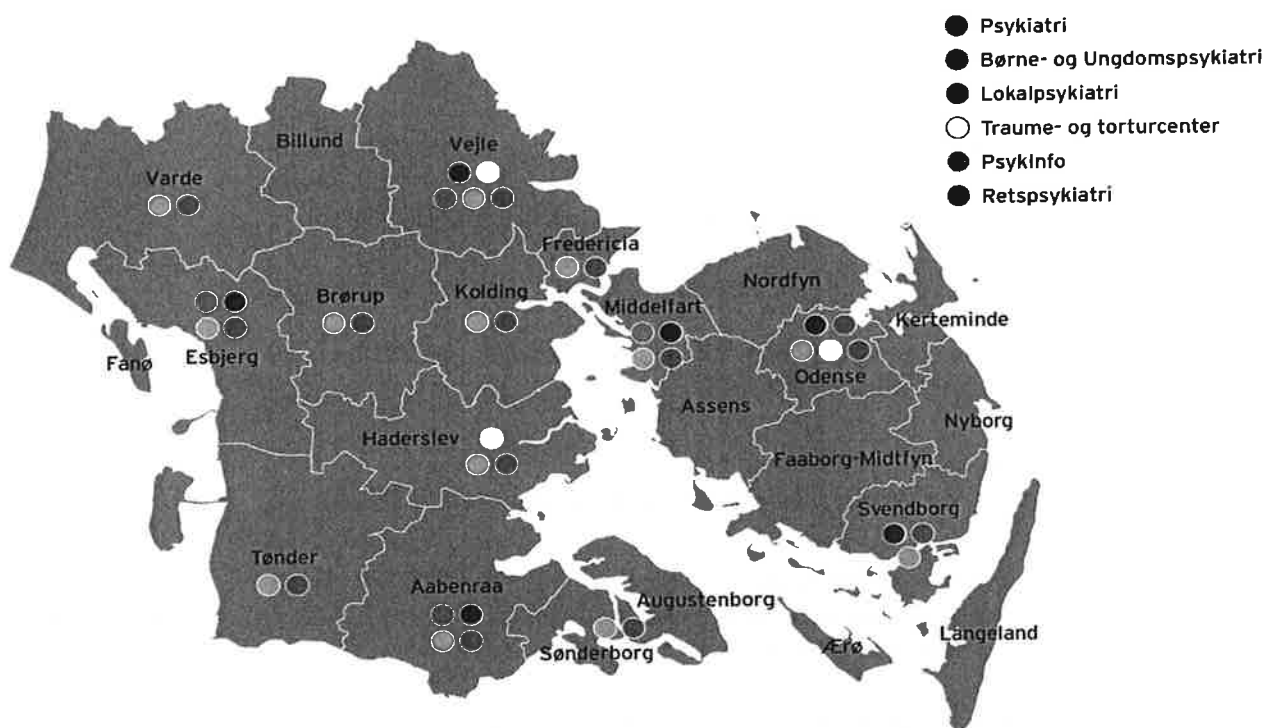 Psykiatri
Børne- og Ungdomspsykiatri
Lokalpsykiatri
Traume- og torturcenter
PsykInfo
Retspsykiatri
Billund
Vejle
Varde
Fredericia
Nordfyn
Brørup
Kolding
Middelfart
Kerteminde
Fanø
Esbjerg
Odense
Assens
Nyborg
Haderslev
Faaborg-Midtfyn
Svendborg
Tønder
Aabenraa
Augustenborg
Sønderborg
Ærø
Langeland